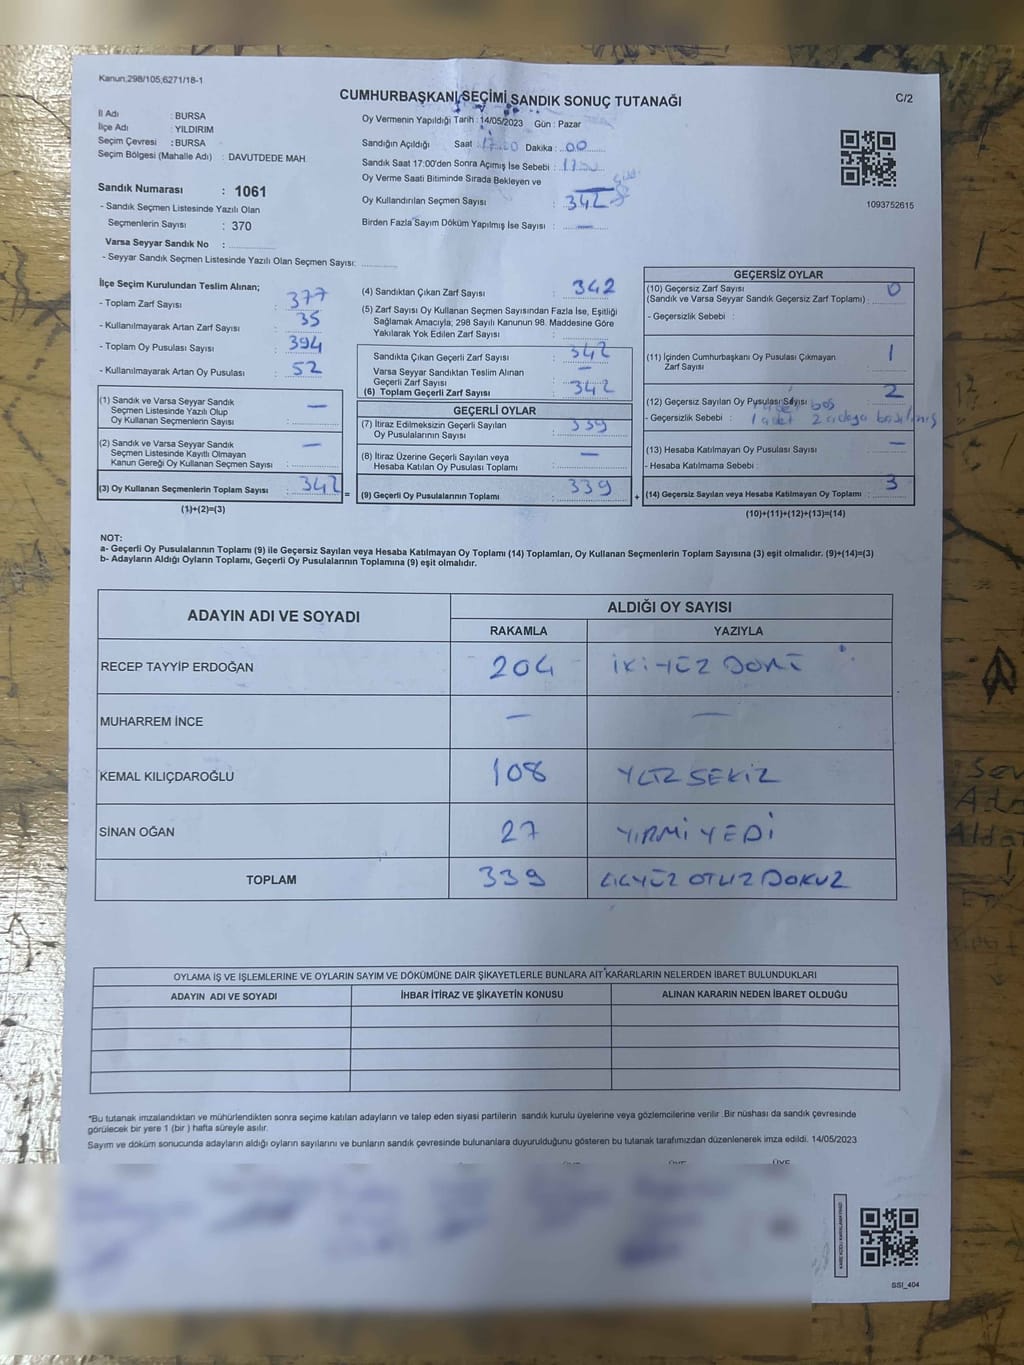 Kanun;298/105;6271/18-1
CUMHURBAŞKANI SEÇİMİ SANDIK SONUÇ TUTANAĞI
C/2
İl Adı : BURSA
İlçe Adı : YILDIRIM
Seçim Çevresi : BURSA
Seçim Bölgesi (Mahalle Adı) : DAVUTDEDE MAH.
Oy Vermenin Yapıldığı Tarih : 14/05/2023 Gün : Pazar
Sandığın Açıldığı Saat : 17.00 Dakika : 00
Sandık Saat 17:00'den Sonra Açımış İse Sebebi :
Oy Verme Saati Bitiminde Sırada Bekleyen ve
Oy Kullandırılan Seçmen Sayısı : 342
Birden Fazla Sayım Döküm Yapılmış İse Sayısı : —
1093752615
Sandık Numarası : 1061
- Sandık Seçmen Listesinde Yazılı Olan
Seçmenlerin Sayısı : 370
Varsa Seyyar Sandık No :
- Seyyar Sandık Seçmen Listesinde Yazılı Olan Seçmen Sayısı:
İlçe Seçim Kurulundan Teslim Alınan;
- Toplam Zarf Sayısı : 377
- Kullanılmayarak Artan Zarf Sayısı : 35
- Toplam Oy Pusulası Sayısı : 394
- Kullanılmayarak Artan Oy Pusulası : 52
(1) Sandık ve Varsa Seyyar Sandık
Seçmen Listesinde Yazılı Olup
Oy Kullanan Seçmenlerin Sayısı : —
(2) Sandık ve Varsa Seyyar Sandık
Seçmen Listesinde Kayıtlı Olmayan
Kanun Gereği Oy Kullanan Seçmen Sayısı : —
(3) Oy Kullanan Seçmenlerin Toplam Sayısı : 342 =
(1)+(2)=(3)
(4) Sandıktan Çıkan Zarf Sayısı : 342
(5) Zarf Sayısı Oy Kullanan Seçmen Sayısından Fazla İse, Eşitliği
Sağlamak Amacıyla; 298 Sayılı Kanunun 98. Maddesine Göre
Yakılarak Yok Edilen Zarf Sayısı :
Sandıkta Çıkan Geçerli Zarf Sayısı : 342
Varsa Seyyar Sandıktan Teslim Alınan
Geçerli Zarf Sayısı : —
(6) Toplam Geçerli Zarf Sayısı : 342
GEÇERLİ OYLAR
(7) İtiraz Edilmeksizin Geçerli Sayılan
Oy Pusulalarının Sayısı : 339
(8) İtiraz Üzerine Geçerli Sayılan veya
Hesaba Katılan Oy Pusulası Toplamı : —
(9) Geçerli Oy Pusulalarının Toplamı : 339 +
GEÇERSİZ OYLAR
(10) Geçersiz Zarf Sayısı
(Sandık ve Varsa Seyyar Sandık Geçersiz Zarf Toplamı) : 0
- Geçersizlik Sebebi :
(11) İçinden Cumhurbaşkanı Oy Pusulası Çıkmayan
Zarf Sayısı : 1
(12) Geçersiz Sayılan Oy Pusulası Sayısı : 2
1 adet boş
- Geçersizlik Sebebi : 1 adet 2 adaya basılmış
(13) Hesaba Katılmayan Oy Pusulası Sayısı : —
- Hesaba Katılmama Sebebi :
(14) Geçersiz Sayılan veya Hesaba Katılmayan Oy Toplamı : 3
(10)+(11)+(12)+(13)=(14)
NOT:
a- Geçerli Oy Pusulalarının Toplamı (9) ile Geçersiz Sayılan veya Hesaba Katılmayan Oy Toplamı (14) Toplamları, Oy Kullanan Seçmenlerin Toplam Sayısına (3) eşit olmalıdır. (9)+(14)=(3)
b- Adayların Aldığı Oyların Toplamı, Geçerli Oy Pusulalarının Toplamına (9) eşit olmalıdır.
ADAYIN ADI VE SOYADI
ALDIĞI OY SAYISI
RAKAMLA YAZIYLA
RECEP TAYYİP ERDOĞAN 204 İKİ YÜZ DÖRT
MUHARREM İNCE — —
KEMAL KILIÇDAROĞLU 108 YÜZ SEKİZ
SİNAN OĞAN 27 YİRMİ YEDİ
TOPLAM 339 ÜÇYÜZ OTUZ DOKUZ
OYLAMA İŞ VE İŞLEMLERİNE VE OYLARIN SAYIM VE DÖKÜMÜNE DAİR ŞİKAYETLERLE BUNLARA AİT KARARLARIN NELERDEN İBARET BULUNDUKLARI
ADAYIN ADI VE SOYADI İHBAR İTİRAZ VE ŞİKAYETİN KONUSU ALINAN KARARIN NEDEN İBARET OLDUĞU
*Bu tutanak imzalandıktan ve mühürlendikten sonra seçime katılan adayların ve talep eden siyasi partilerin sandık kurulu üyelerine veya gözlemcilerine verilir .Bir nüshası da sandık çevresinde
görülecek bir yere 1 (bir ) hafta süreyle asılır.
Sayım ve döküm sonucunda adayların aldığı oyların sayılarını ve bunların sandık çevresinde bulunanlara duyurulduğunu gösteren bu tutanak tarafımızdan düzenlenerek imza edildi. 14/05/2023
SSI_404